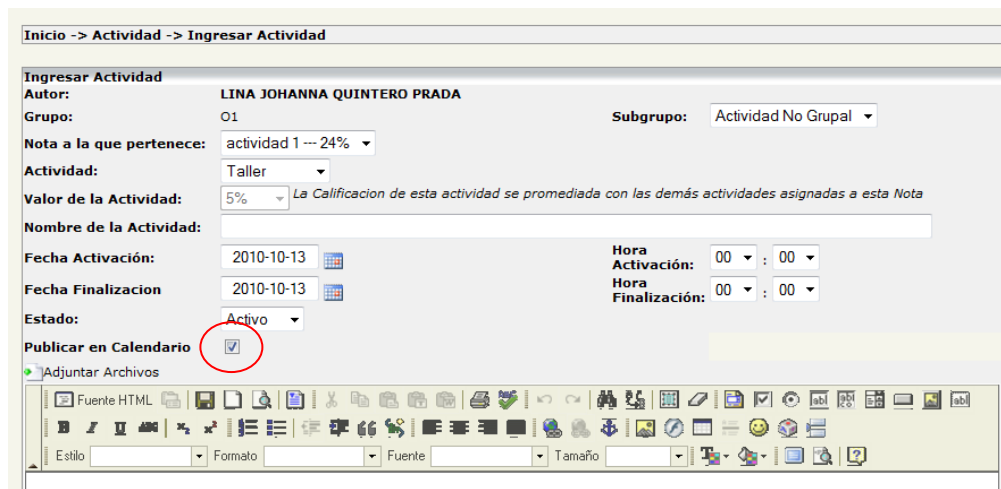 Inicio -> Actividad -> Ingresar Actividad
Ingresar Actividad
Autor: LINA JOHANNA QUINTERO PRADA
Grupo: O1 Subgrupo: Actividad No Grupal
Nota a la que pertenece: actividad 1 --- 24%
Actividad: Taller
Valor de la Actividad: 5% La Calificacion de esta actividad se promediada con las demás actividades asignadas a esta Nota
Nombre de la Actividad:
Fecha Activación: 2010-10-13 Hora Activación: 00 : 00
Fecha Finalizacion 2010-10-13 Hora Finalización: 00 : 00
Estado: Activo
Publicar en Calendario
Adjuntar Archivos
Fuente HTML
B I U ABC x₂ x²
Estilo Formato Fuente Tamaño